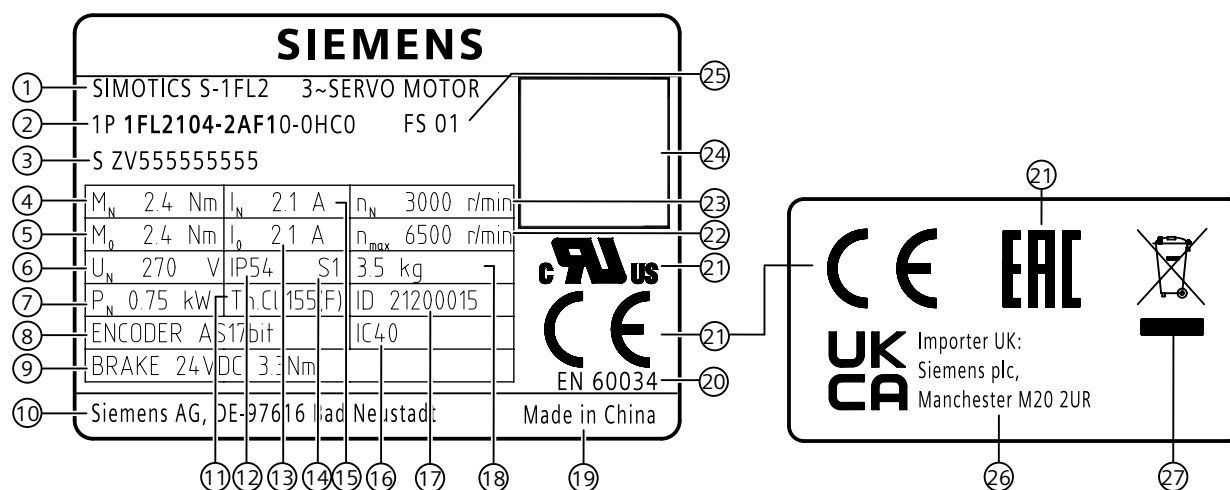 SIEMENS
25
1 SIMOTICS S-1FL2 3~SERVO MOTOR
2 1P 1FL2104-2AF10-0HC0 FS 01
3 S ZV555555555
24
4 M_N 2.4 Nm I_N 2.1 A n_N 3000 r/min 23
5 M_0 2.4 Nm I_0 2.1 A n_max 6500 r/min 22
6 U_N 270 V IP54 S1 3.5 kg
c RU US 21
7 P_N 0.75 kW Th.Cl.155(F) ID 21200015
8 ENCODER AS17bit IC40
CE 21
9 BRAKE 24VDC 3.3Nm
EN 60034 20
10 Siemens AG, DE-97616 Bad Neustadt Made in China
11 12 13 14 15 16 17 18 19
21
CE EAC
UK
CA
Importer UK:
Siemens plc,
Manchester M20 2UR
26 27